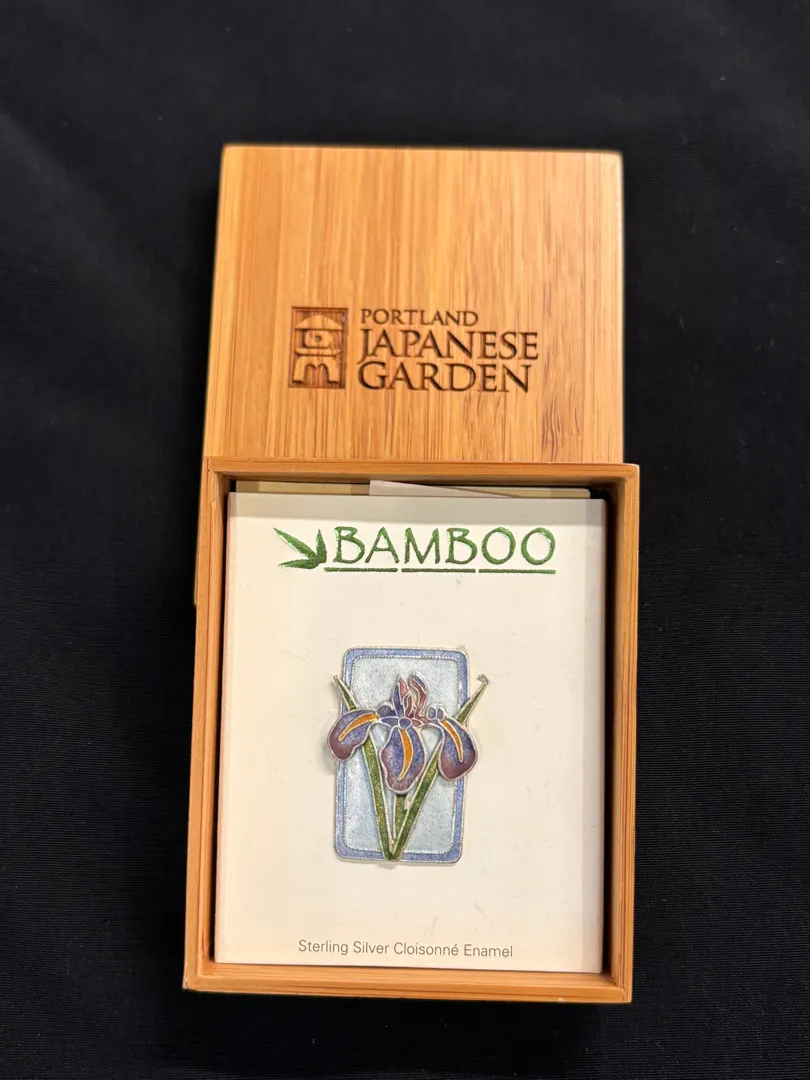 PORTLAND
JAPANESE
GARDEN
BAMBOO
Sterling Silver Cloisonné Enamel